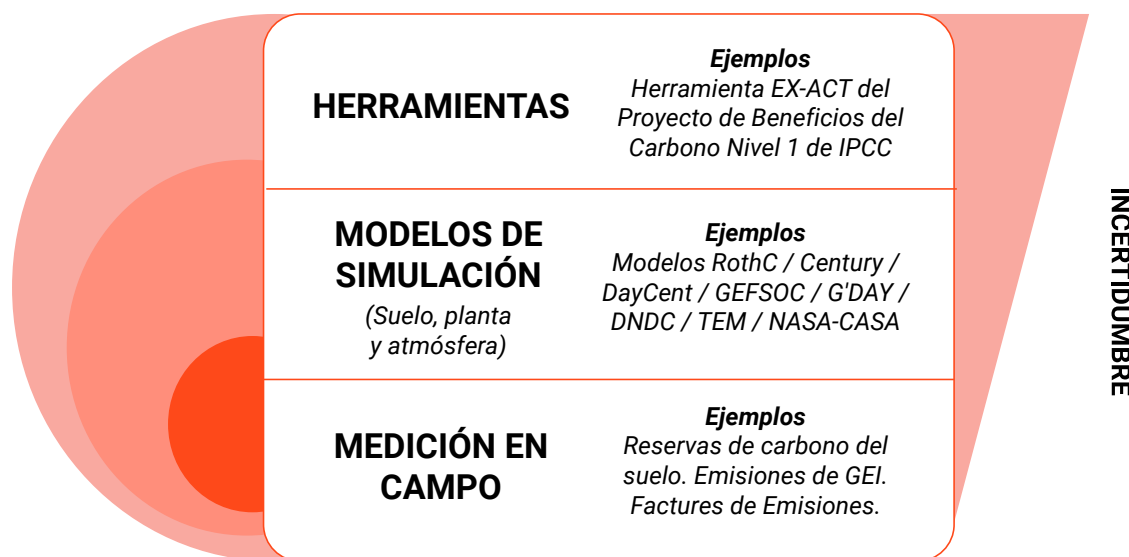 HERRAMIENTAS
Ejemplos
Herramienta EX-ACT del
Proyecto de Beneficios del
Carbono Nivel 1 de IPCC
MODELOS DE
SIMULACIÓN
(Suelo, planta
y atmósfera)
Ejemplos
Modelos RothC / Century /
DayCent / GEFSOC / G'DAY /
DNDC / TEM / NASA-CASA
MEDICIÓN EN
CAMPO
Ejemplos
Reservas de carbono del
suelo. Emisiones de GEI.
Factures de Emisiones.
INCERTIDUMBRE